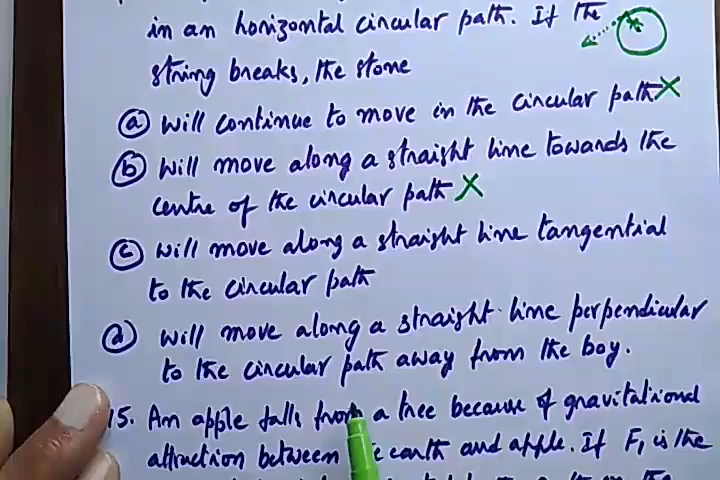 in an horizontal circular path. If the
string breaks, the stone
(a) will continue to move in the circular path X
(b) Will move along a straight line towards the
centre of the circular path X
(c) will move along a straight line tangential
to the circular path
(d) will move along a straight line perpendicular
to the circular path away from the boy.
15. An apple falls from a tree because of gravitational
attraction between the earth and apple. If F₁ is the